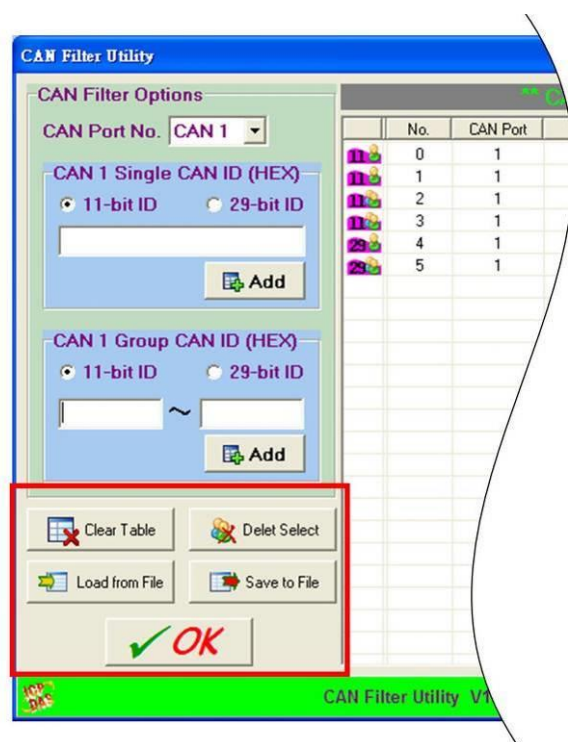 CAN Filter Utility
CAN Filter Options
CAN Port No. CAN 1
CAN 1 Single CAN ID (HEX)
11-bit ID 29-bit ID
Add
CAN 1 Group CAN ID (HEX)
11-bit ID 29-bit ID
~
Add
Clear Table Delet Select
Load from File Save to File
OK
**
No. CAN Port
11 0 1
11 1 1
11 2 1
11 3 1
29 4 1
29 5 1
ICP DAS
CAN Filter Utility V1